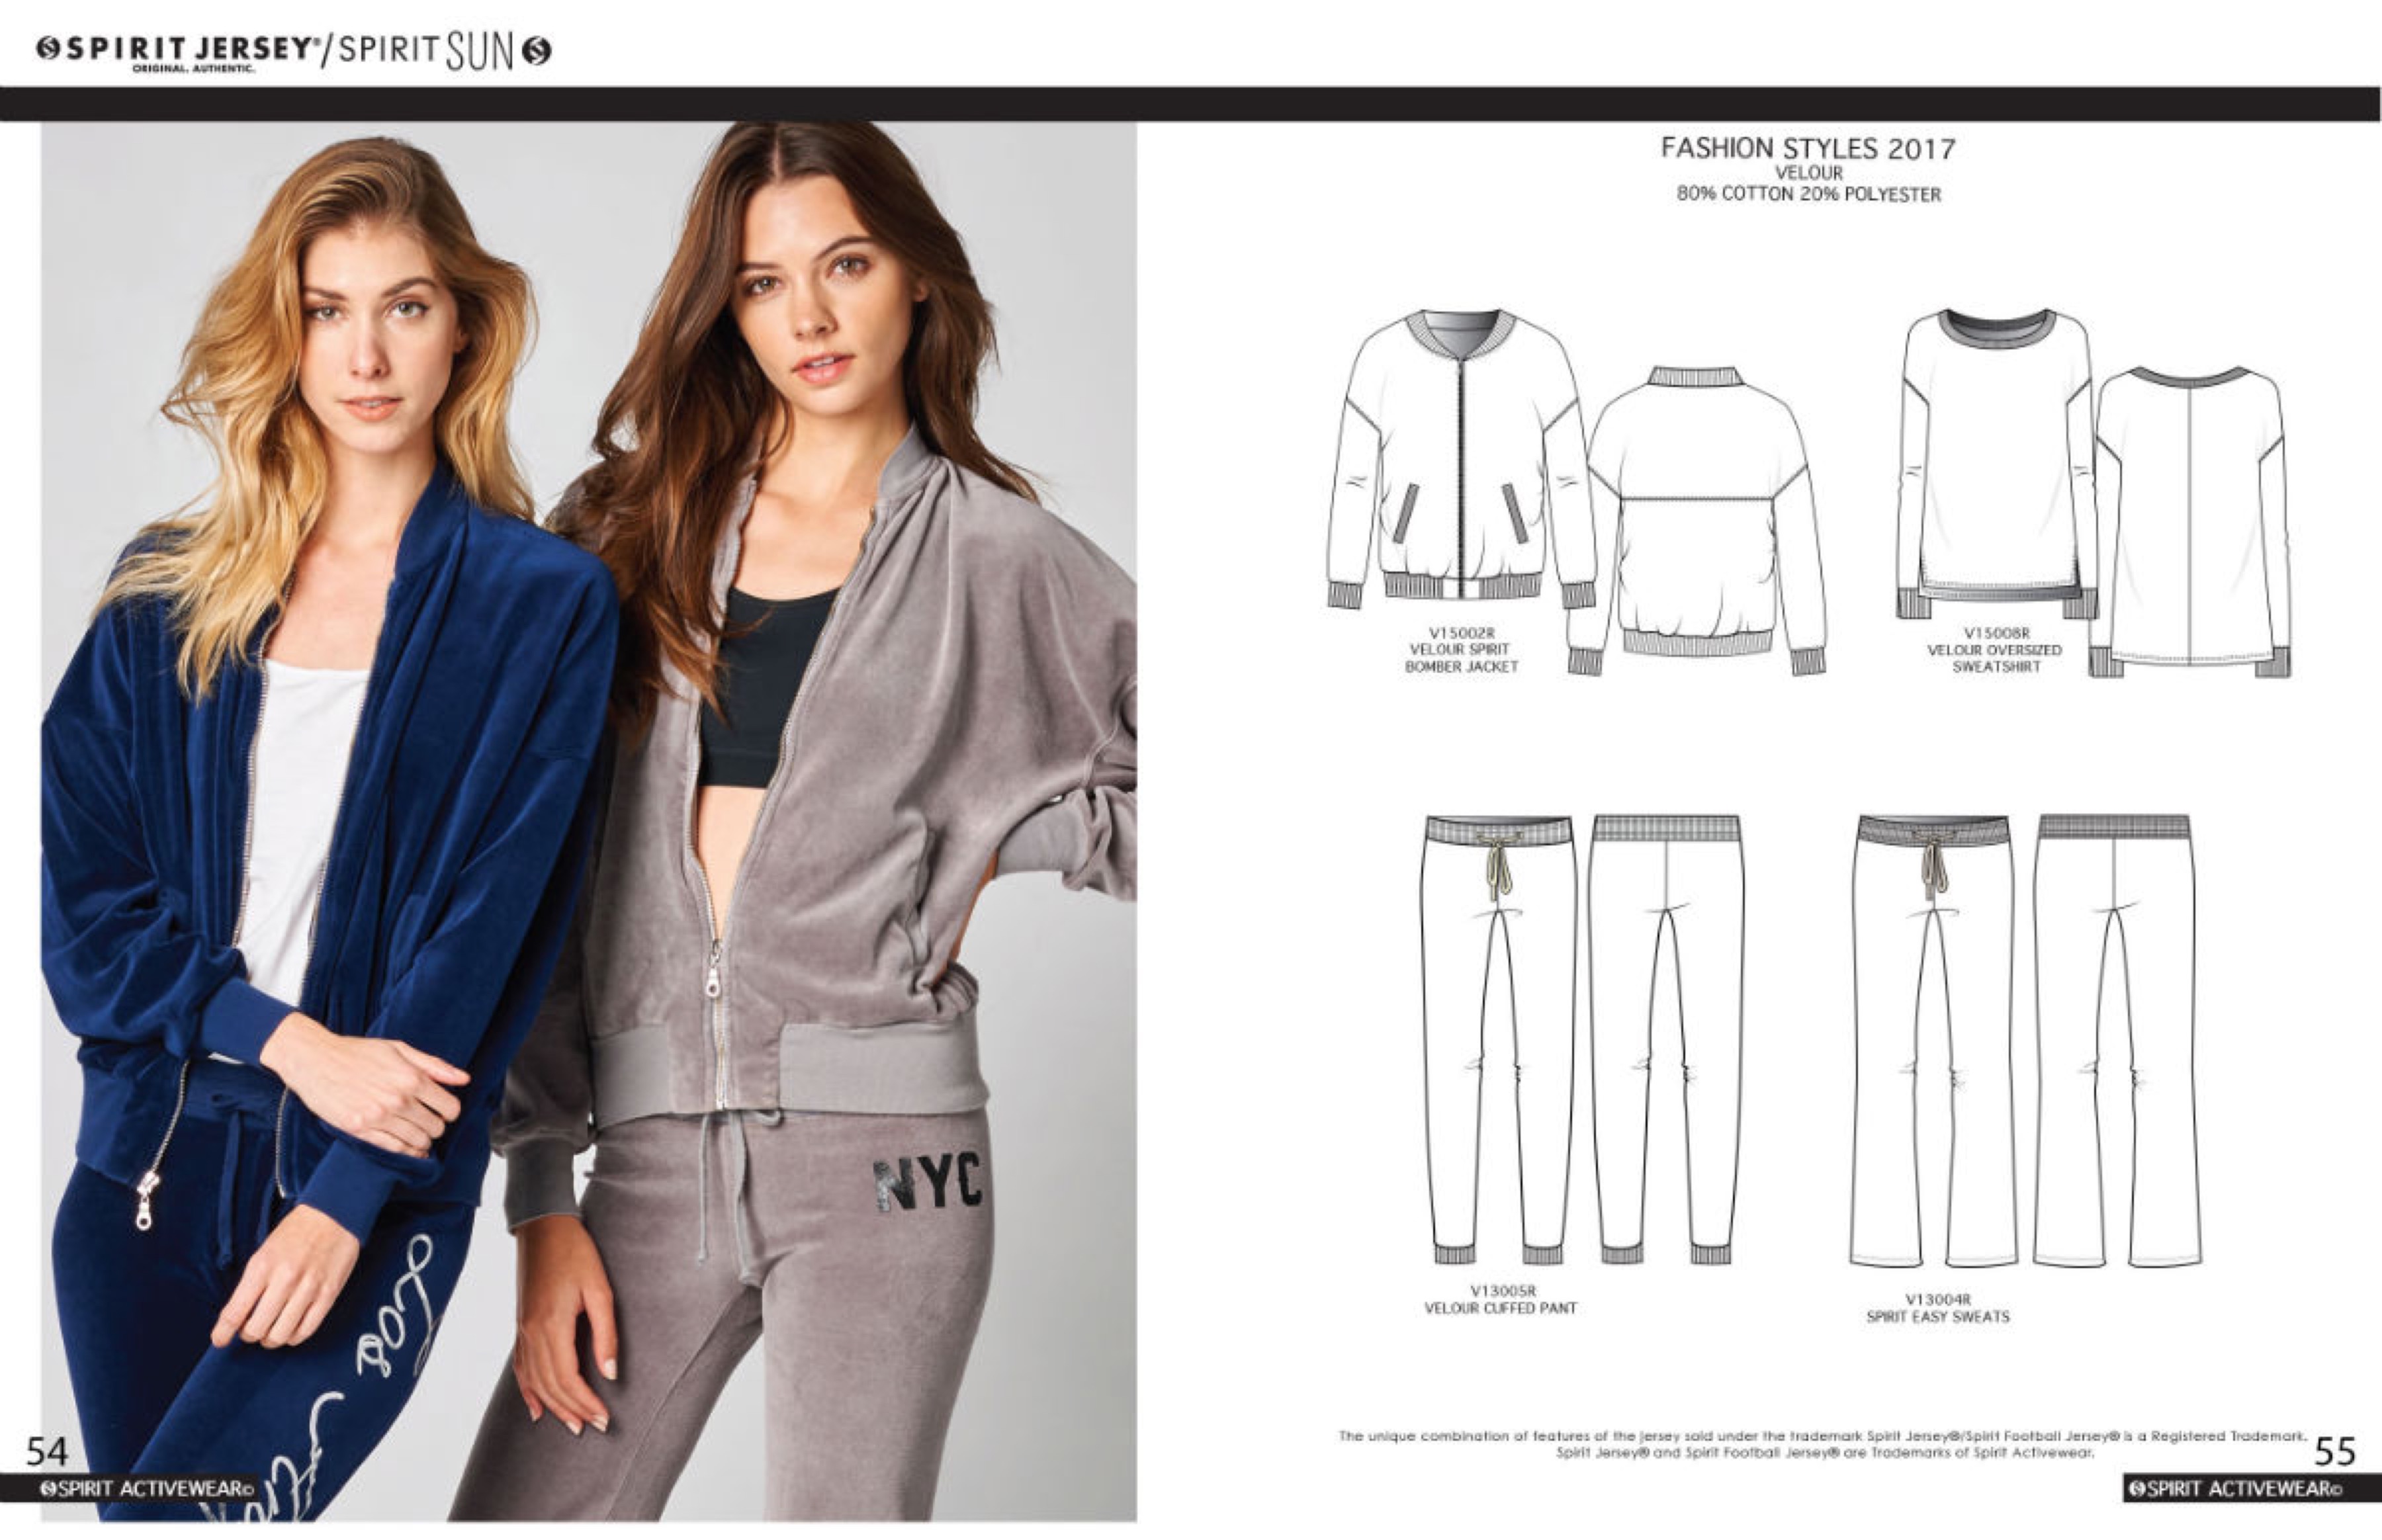 SPIRIT JERSEY®/SPIRIT SUN
ORIGINAL. AUTHENTIC.
NYC
Los
54
SPIRIT ACTIVEWEAR©
FASHION STYLES 2017
VELOUR
80% COTTON 20% POLYESTER
V15002R
VELOUR SPIRIT
BOMBER JACKET
V15008R
VELOUR OVERSIZED
SWEATSHIRT
V13005R
VELOUR CUFFED PANT
V13004R
SPIRIT EASY SWEATS
The unique combination of features of the jersey sold under the trademark Spirit Jersey®/Spirit Football Jersey® is a Registered Trademark.
Spirit Jersey® and Spirit Football Jersey® are Trademarks of Spirit Activewear.
55
SPIRIT ACTIVEWEAR©